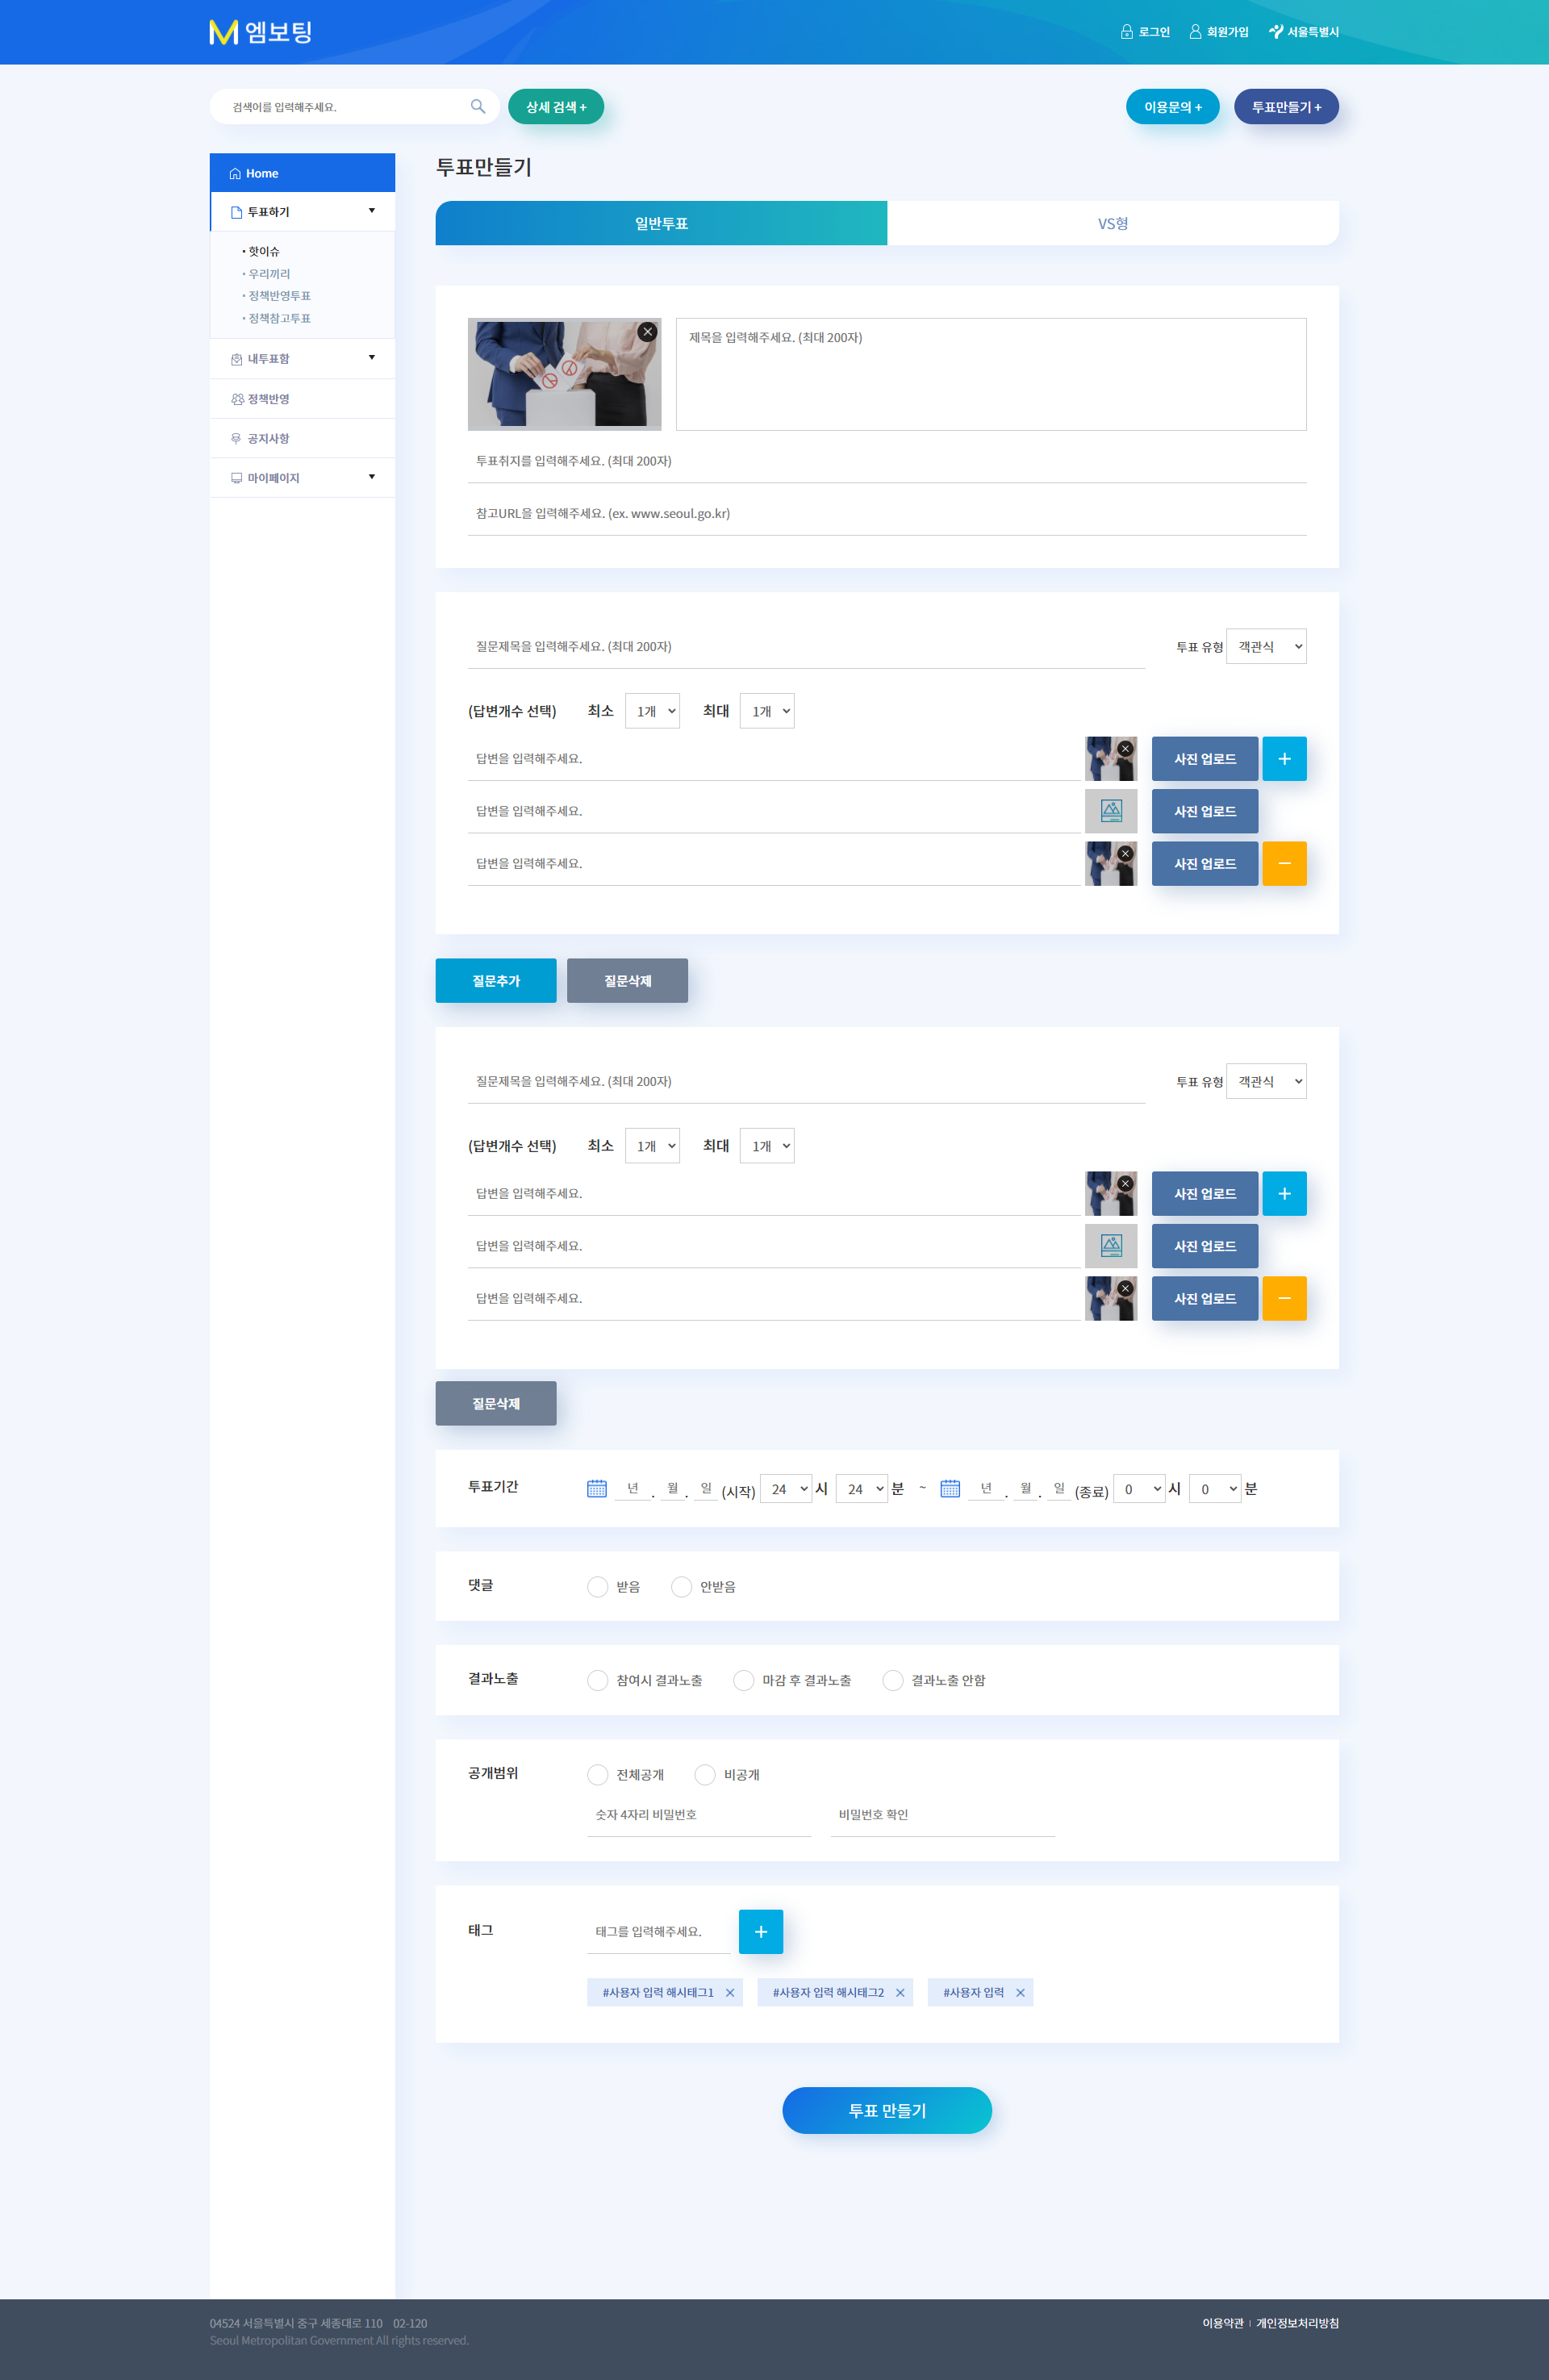 엠보팅
로그인 회원가입 서울특별시
검색어를 입력해주세요. 상세 검색 + 이용문의 + 투표만들기 +
Home
투표하기
• 핫이슈
• 우리끼리
• 정책반영투표
• 정책참고투표
내투표함
정책반영
공지사항
마이페이지
투표만들기
일반투표 VS형
제목을 입력해주세요. (최대 200자)
투표취지를 입력해주세요. (최대 200자)
참고URL을 입력해주세요. (ex. www.seoul.go.kr)
질문제목을 입력해주세요. (최대 200자) 투표 유형 객관식
(답변개수 선택) 최소 1개 최대 1개
답변을 입력해주세요. 사진 업로드 +
답변을 입력해주세요. 사진 업로드
답변을 입력해주세요. 사진 업로드 −
질문추가 질문삭제
질문제목을 입력해주세요. (최대 200자) 투표 유형 객관식
(답변개수 선택) 최소 1개 최대 1개
답변을 입력해주세요. 사진 업로드 +
답변을 입력해주세요. 사진 업로드
답변을 입력해주세요. 사진 업로드 −
질문삭제
투표기간 년 . 월 . 일 (시작) 24 시 24 분 ~ 년 . 월 . 일 (종료) 0 시 0 분
댓글 받음 안받음
결과노출 참여시 결과노출 마감 후 결과노출 결과노출 안함
공개범위 전체공개 비공개
숫자 4자리 비밀번호 비밀번호 확인
태그 태그를 입력해주세요. +
#사용자 입력 해시태그1 × #사용자 입력 해시태그2 × #사용자 입력 ×
투표 만들기
04524 서울특별시 중구 세종대로 110 02-120 이용약관 | 개인정보처리방침
Seoul Metropolitan Government All rights reserved.